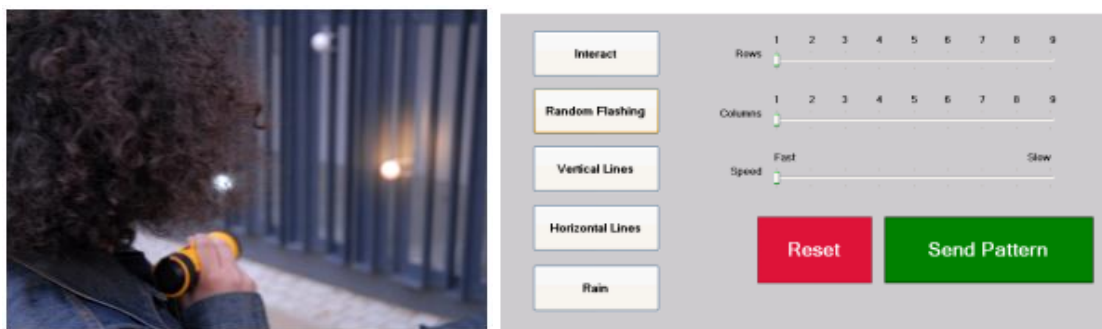 Interact
Random Flashing
Vertical Lines
Horizontal Lines
Rain
Rows 1 2 3 4 5 6 7 8 9
Columns 1 2 3 4 5 6 7 8 9
Fast Slow
Speed
Reset
Send Pattern